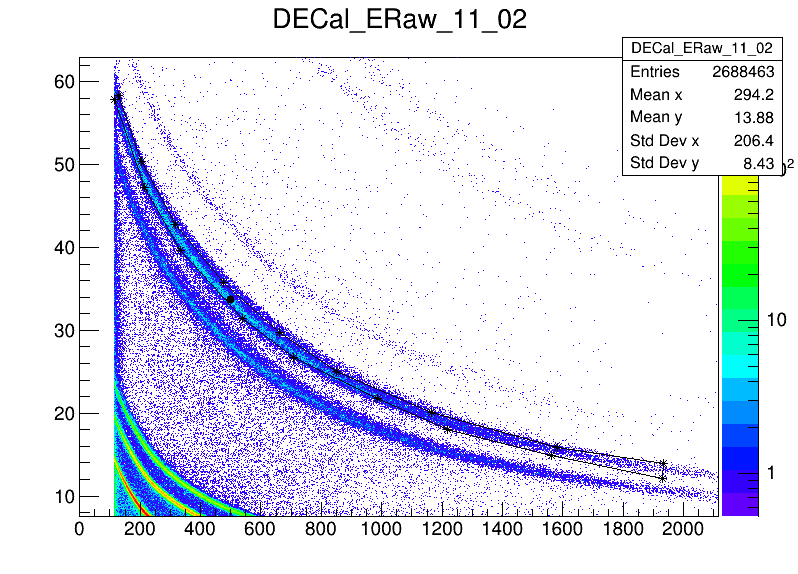 DECal_ERaw_11_02
DECal_ERaw_11_02
Entries 2688463
Mean x 294.2
Mean y 13.88
Std Dev x 206.4
Std Dev y 8.43
60
50
40
30
20
10
0 200 400 600 800 1000 1200 1400 1600 1800 2000
10
1